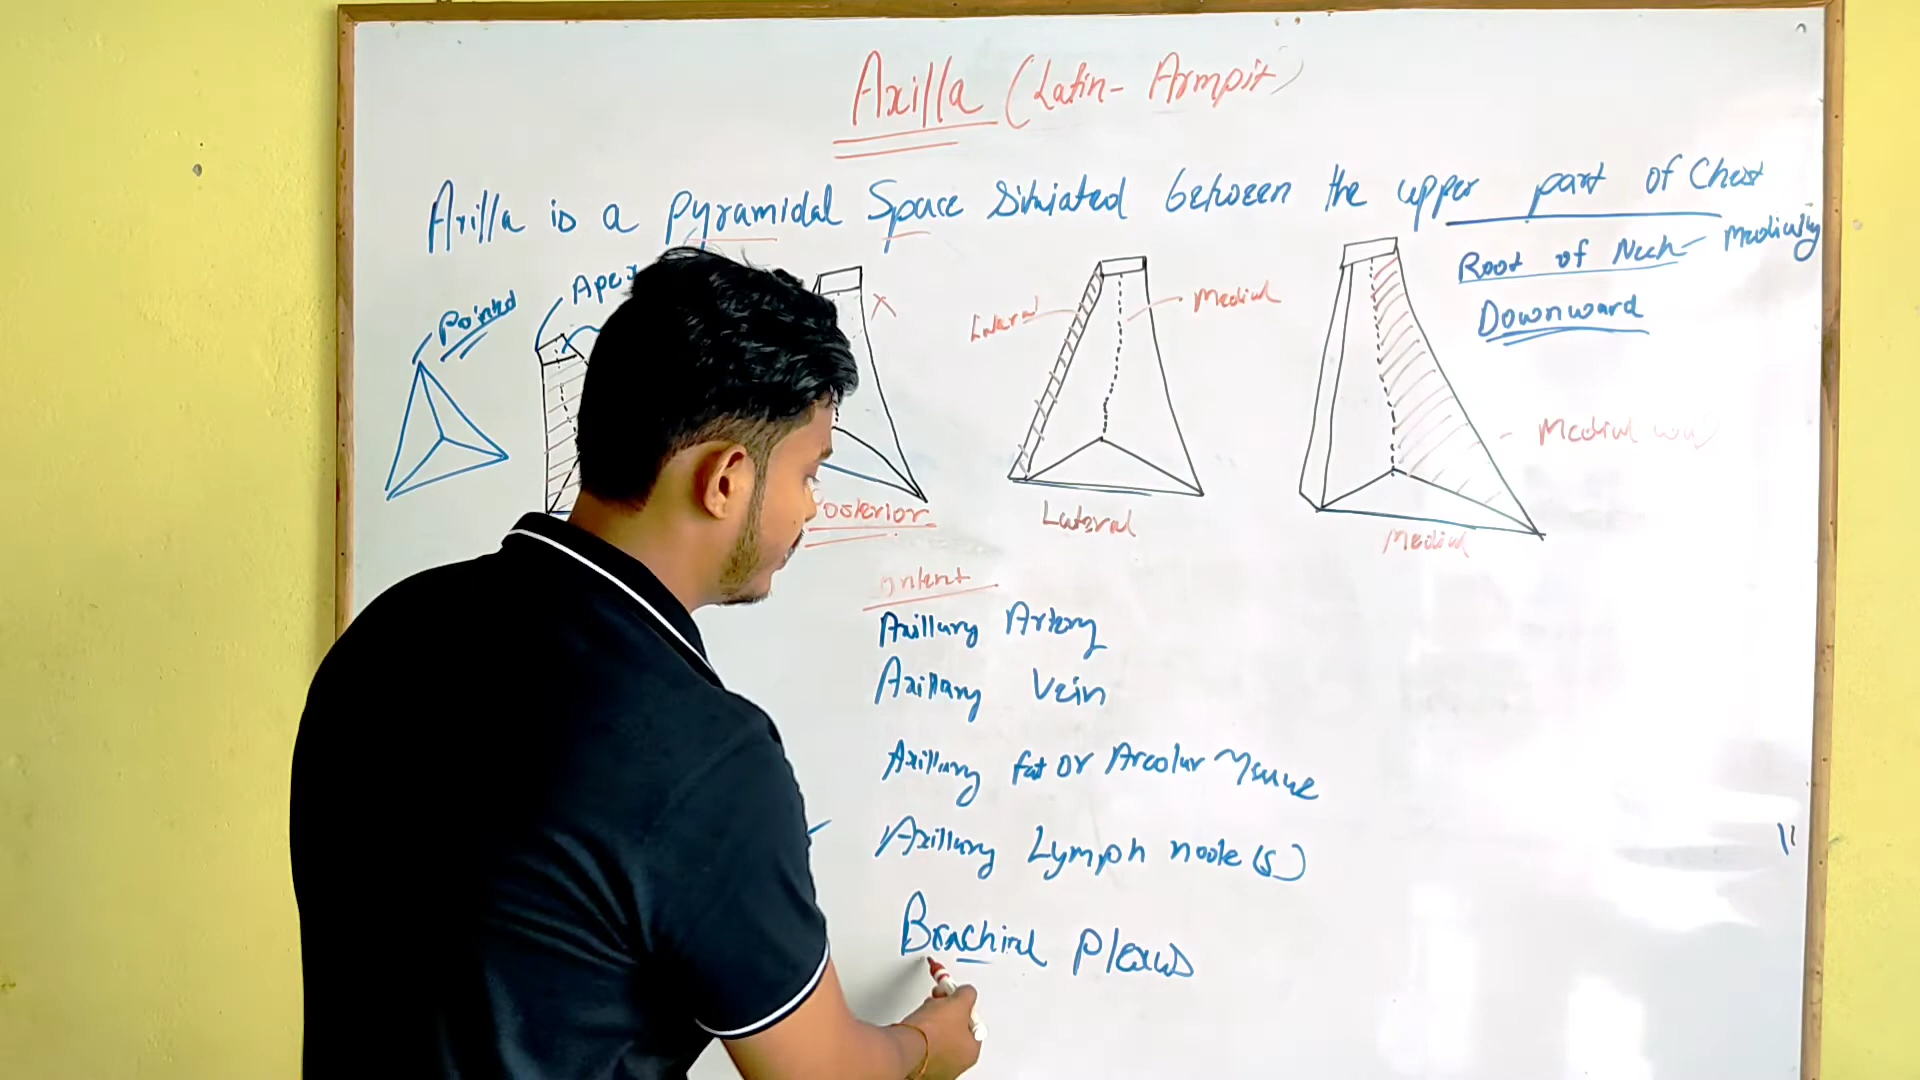 Axilla (Latin- Armpit)
Axilla is a pyramidal Space Situated between the upper part of Chest
Root of Neck - Medially
Downward
Pointed
Apex
X
X
Lateral
Medial
Medial wall
Posterior
Lateral
Medial
ontent
Axillary Artery
Axillary Vein
Axillary fat or Areolar
Axillary Lymph node (s)
Brachial Plexus